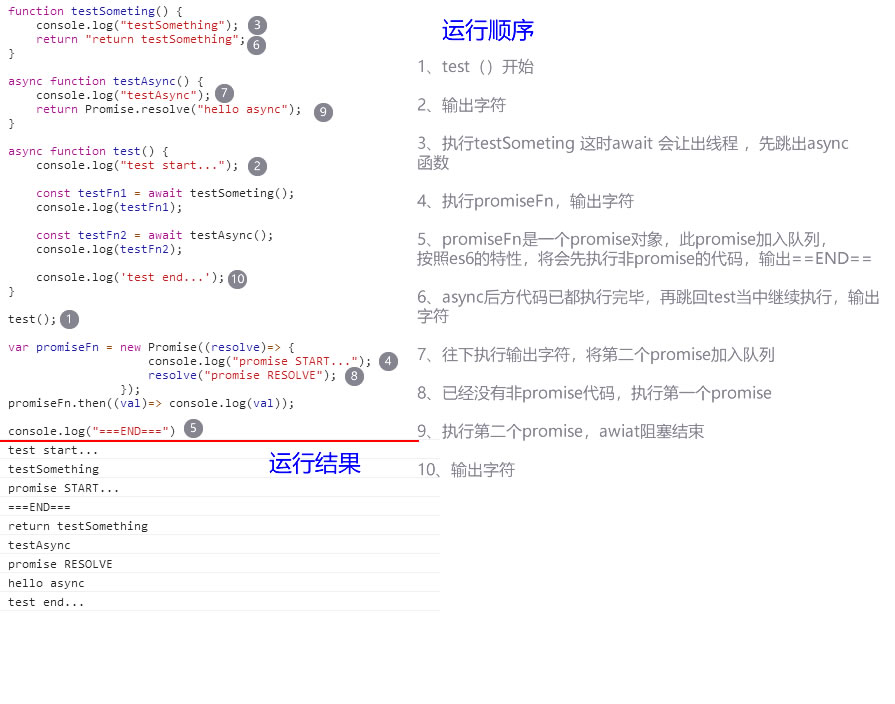 function testSometing() {
console.log("testSomething"); 3
return "return testSomething"; 6
}
async function testAsync() {
console.log("testAsync"); 7
return Promise.resolve("hello async"); 9
}
async function test() {
console.log("test start..."); 2
const testFn1 = await testSometing();
console.log(testFn1);
const testFn2 = await testAsync();
console.log(testFn2);
console.log('test end...'); 10
}
test(); 1
var promiseFn = new Promise((resolve)=> {
console.log("promise START..."); 4
resolve("promise RESOLVE"); 8
});
promiseFn.then((val)=> console.log(val));
console.log("===END===") 5
运行结果
test start...
testSomething
promise START...
===END===
return testSomething
testAsync
promise RESOLVE
hello async
test end...
运行顺序
1、test（）开始
2、输出字符
3、执行testSometing 这时await 会让出线程 ，先跳出async
函数
4、执行promiseFn，输出字符
5、promiseFn是一个promise对象，此promise加入队列，
按照es6的特性，将会先执行非promise的代码，输出==END==
6、async后方代码已都执行完毕，再跳回test当中继续执行，输出
字符
7、往下执行输出字符，将第二个promise加入队列
8、已经没有非promise代码，执行第一个promise
9、执行第二个promise，awiat阻塞结束
10、输出字符